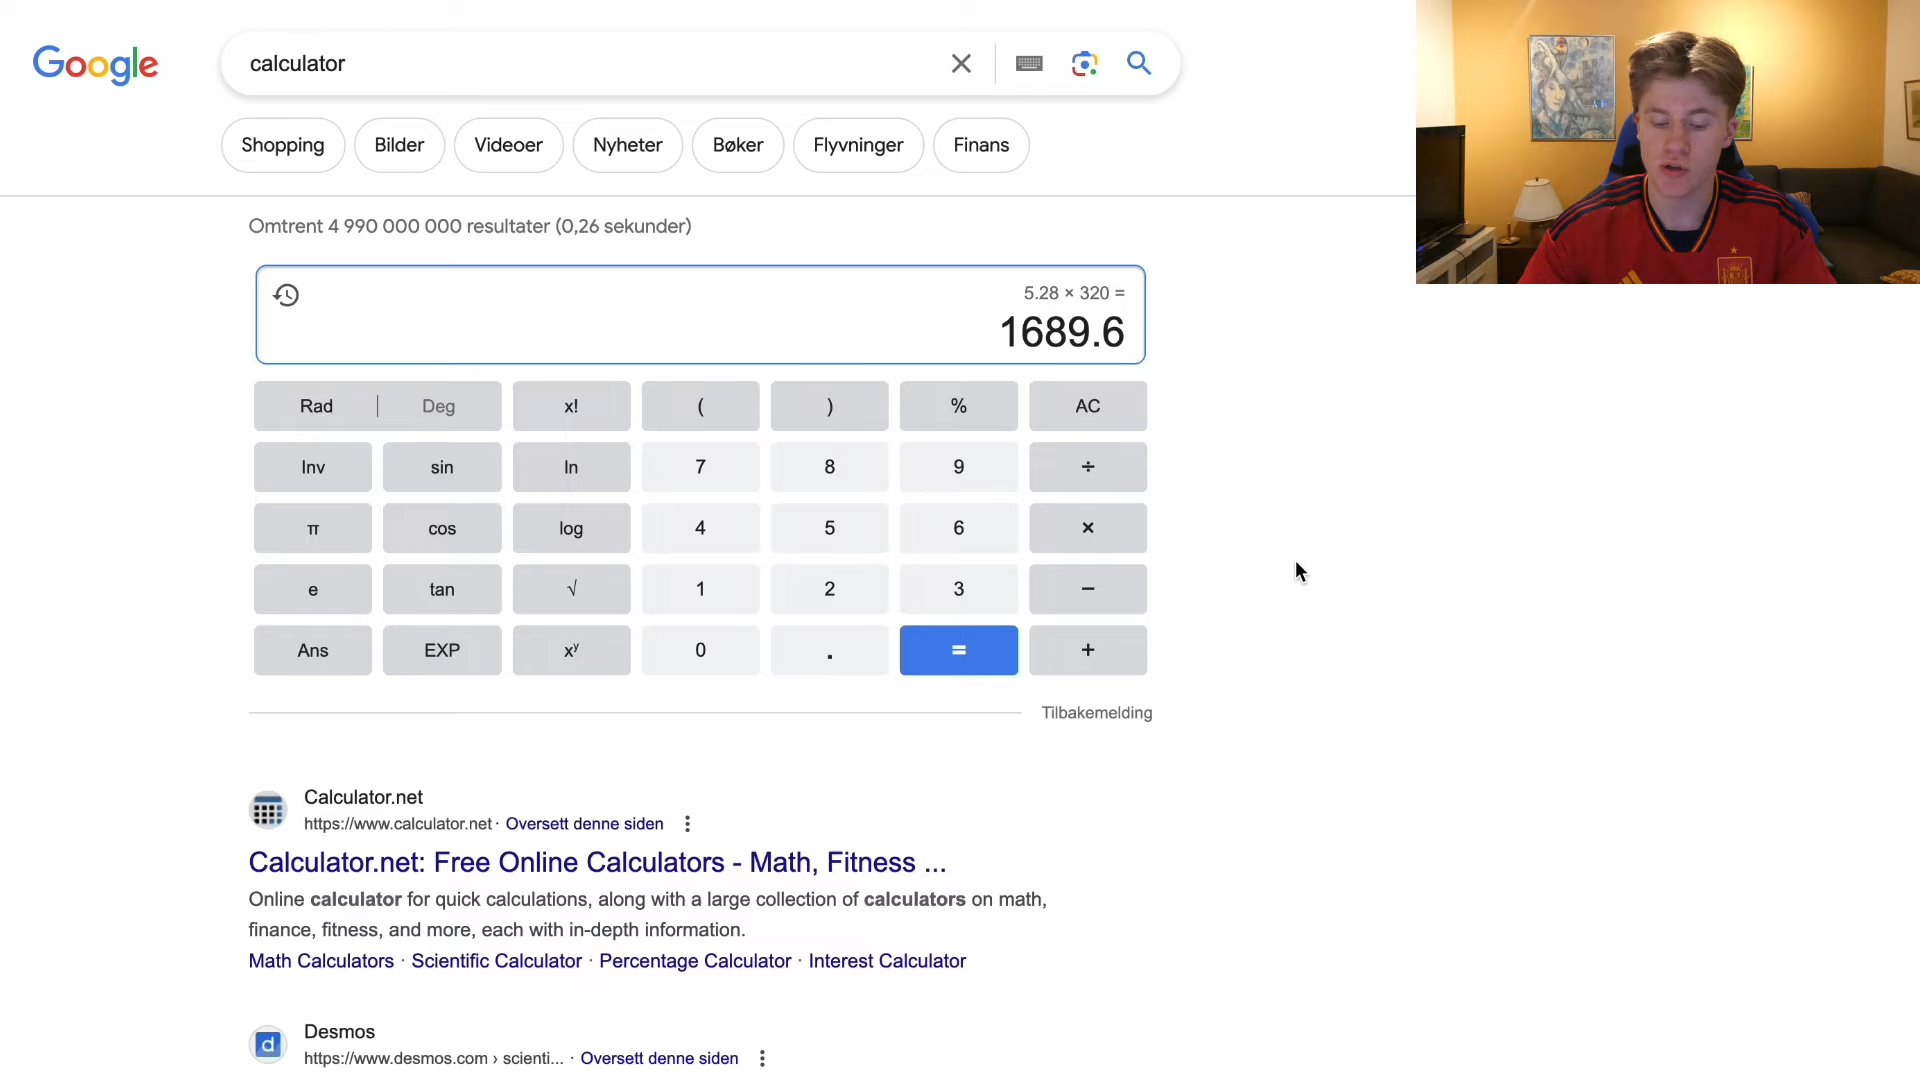 Google
calculator
Shopping
Bilder
Videoer
Nyheter
Bøker
Flyvninger
Finans
Omtrent 4 990 000 000 resultater (0,26 sekunder)
5.28 × 320 =
1689.6
Rad | Deg x! ( ) % AC
Inv sin ln 7 8 9 ÷
π cos log 4 5 6 ×
e tan √ 1 2 3 −
Ans EXP xʸ 0 . = +
Tilbakemelding
Calculator.net
https://www.calculator.net · Oversett denne siden
Calculator.net: Free Online Calculators - Math, Fitness ...
Online calculator for quick calculations, along with a large collection of calculators on math,
finance, fitness, and more, each with in-depth information.
Math Calculators · Scientific Calculator · Percentage Calculator · Interest Calculator
d
Desmos
https://www.desmos.com › scienti... · Oversett denne siden